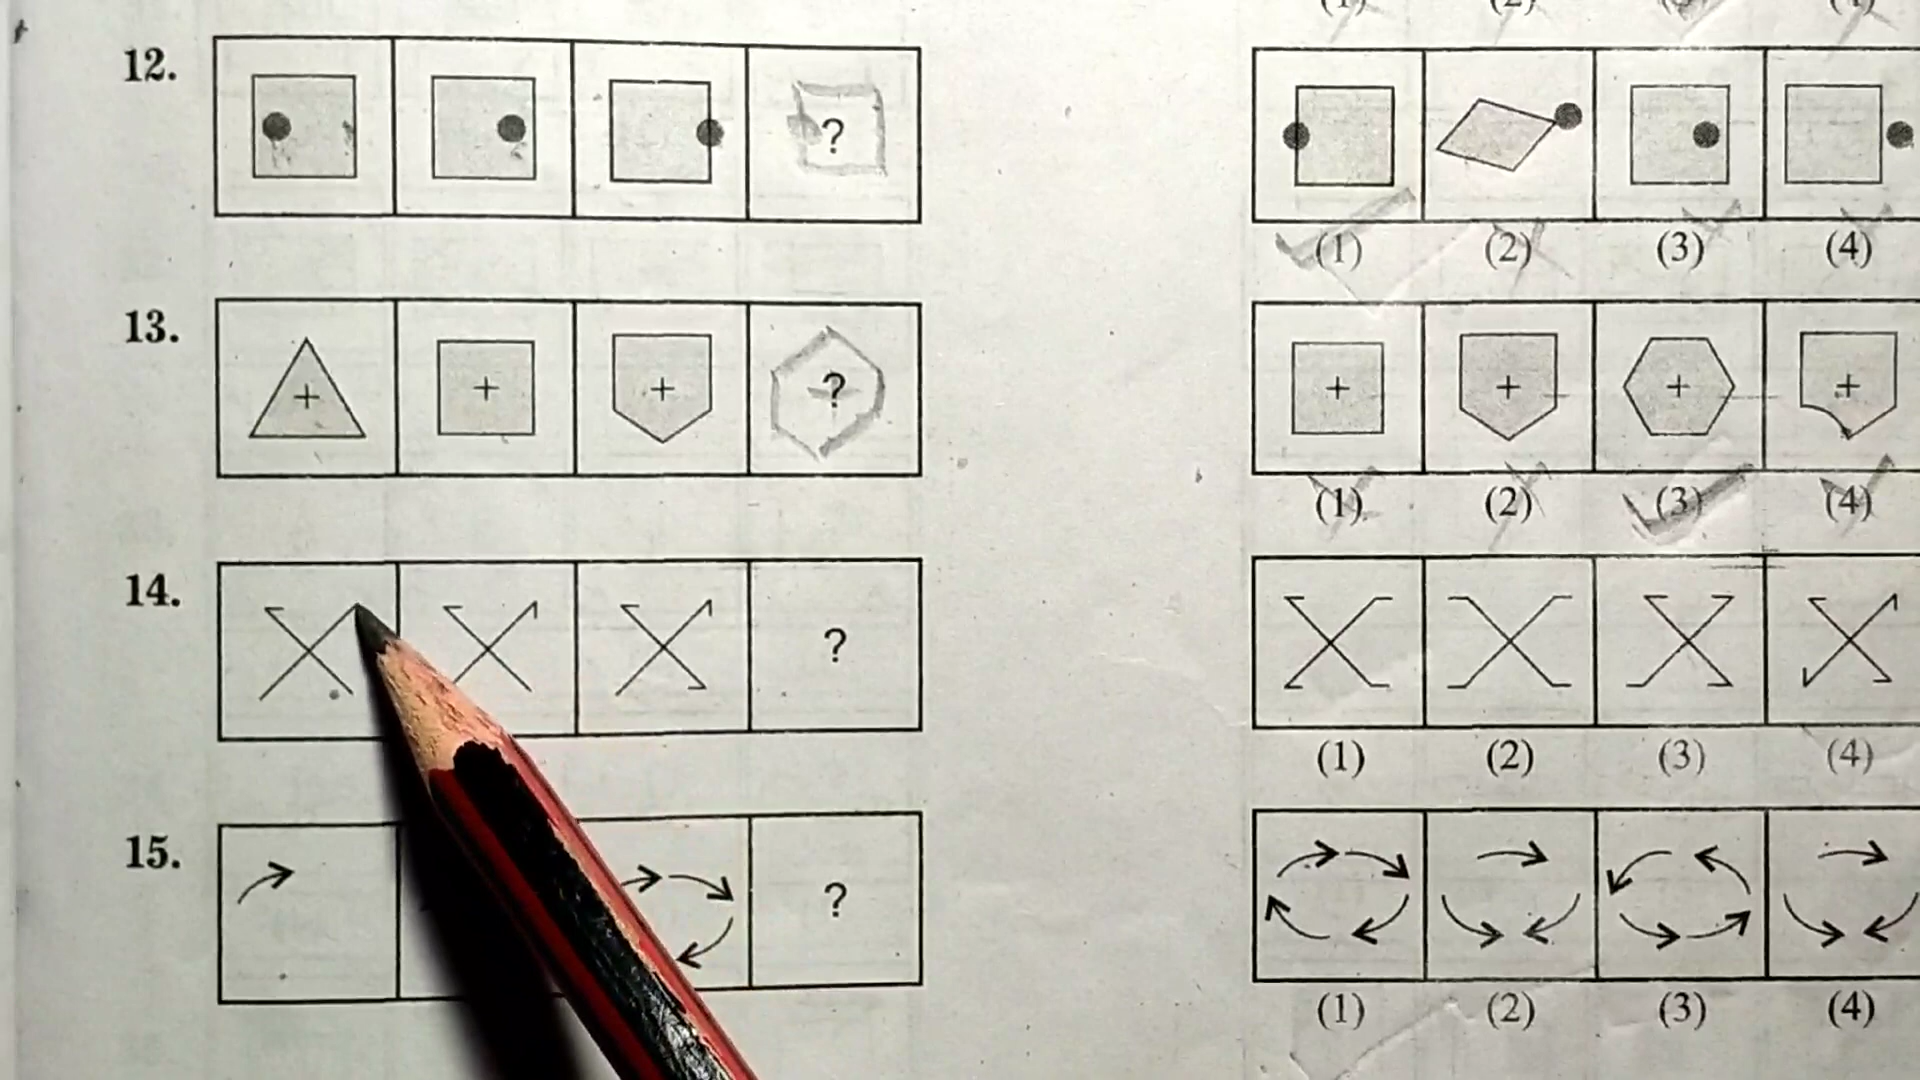 12.
?
(1) (2) (3) (4)
13.
?
(1) (2) (3) (4)
14.
?
(1) (2) (3) (4)
15.
?
(1) (2) (3) (4)